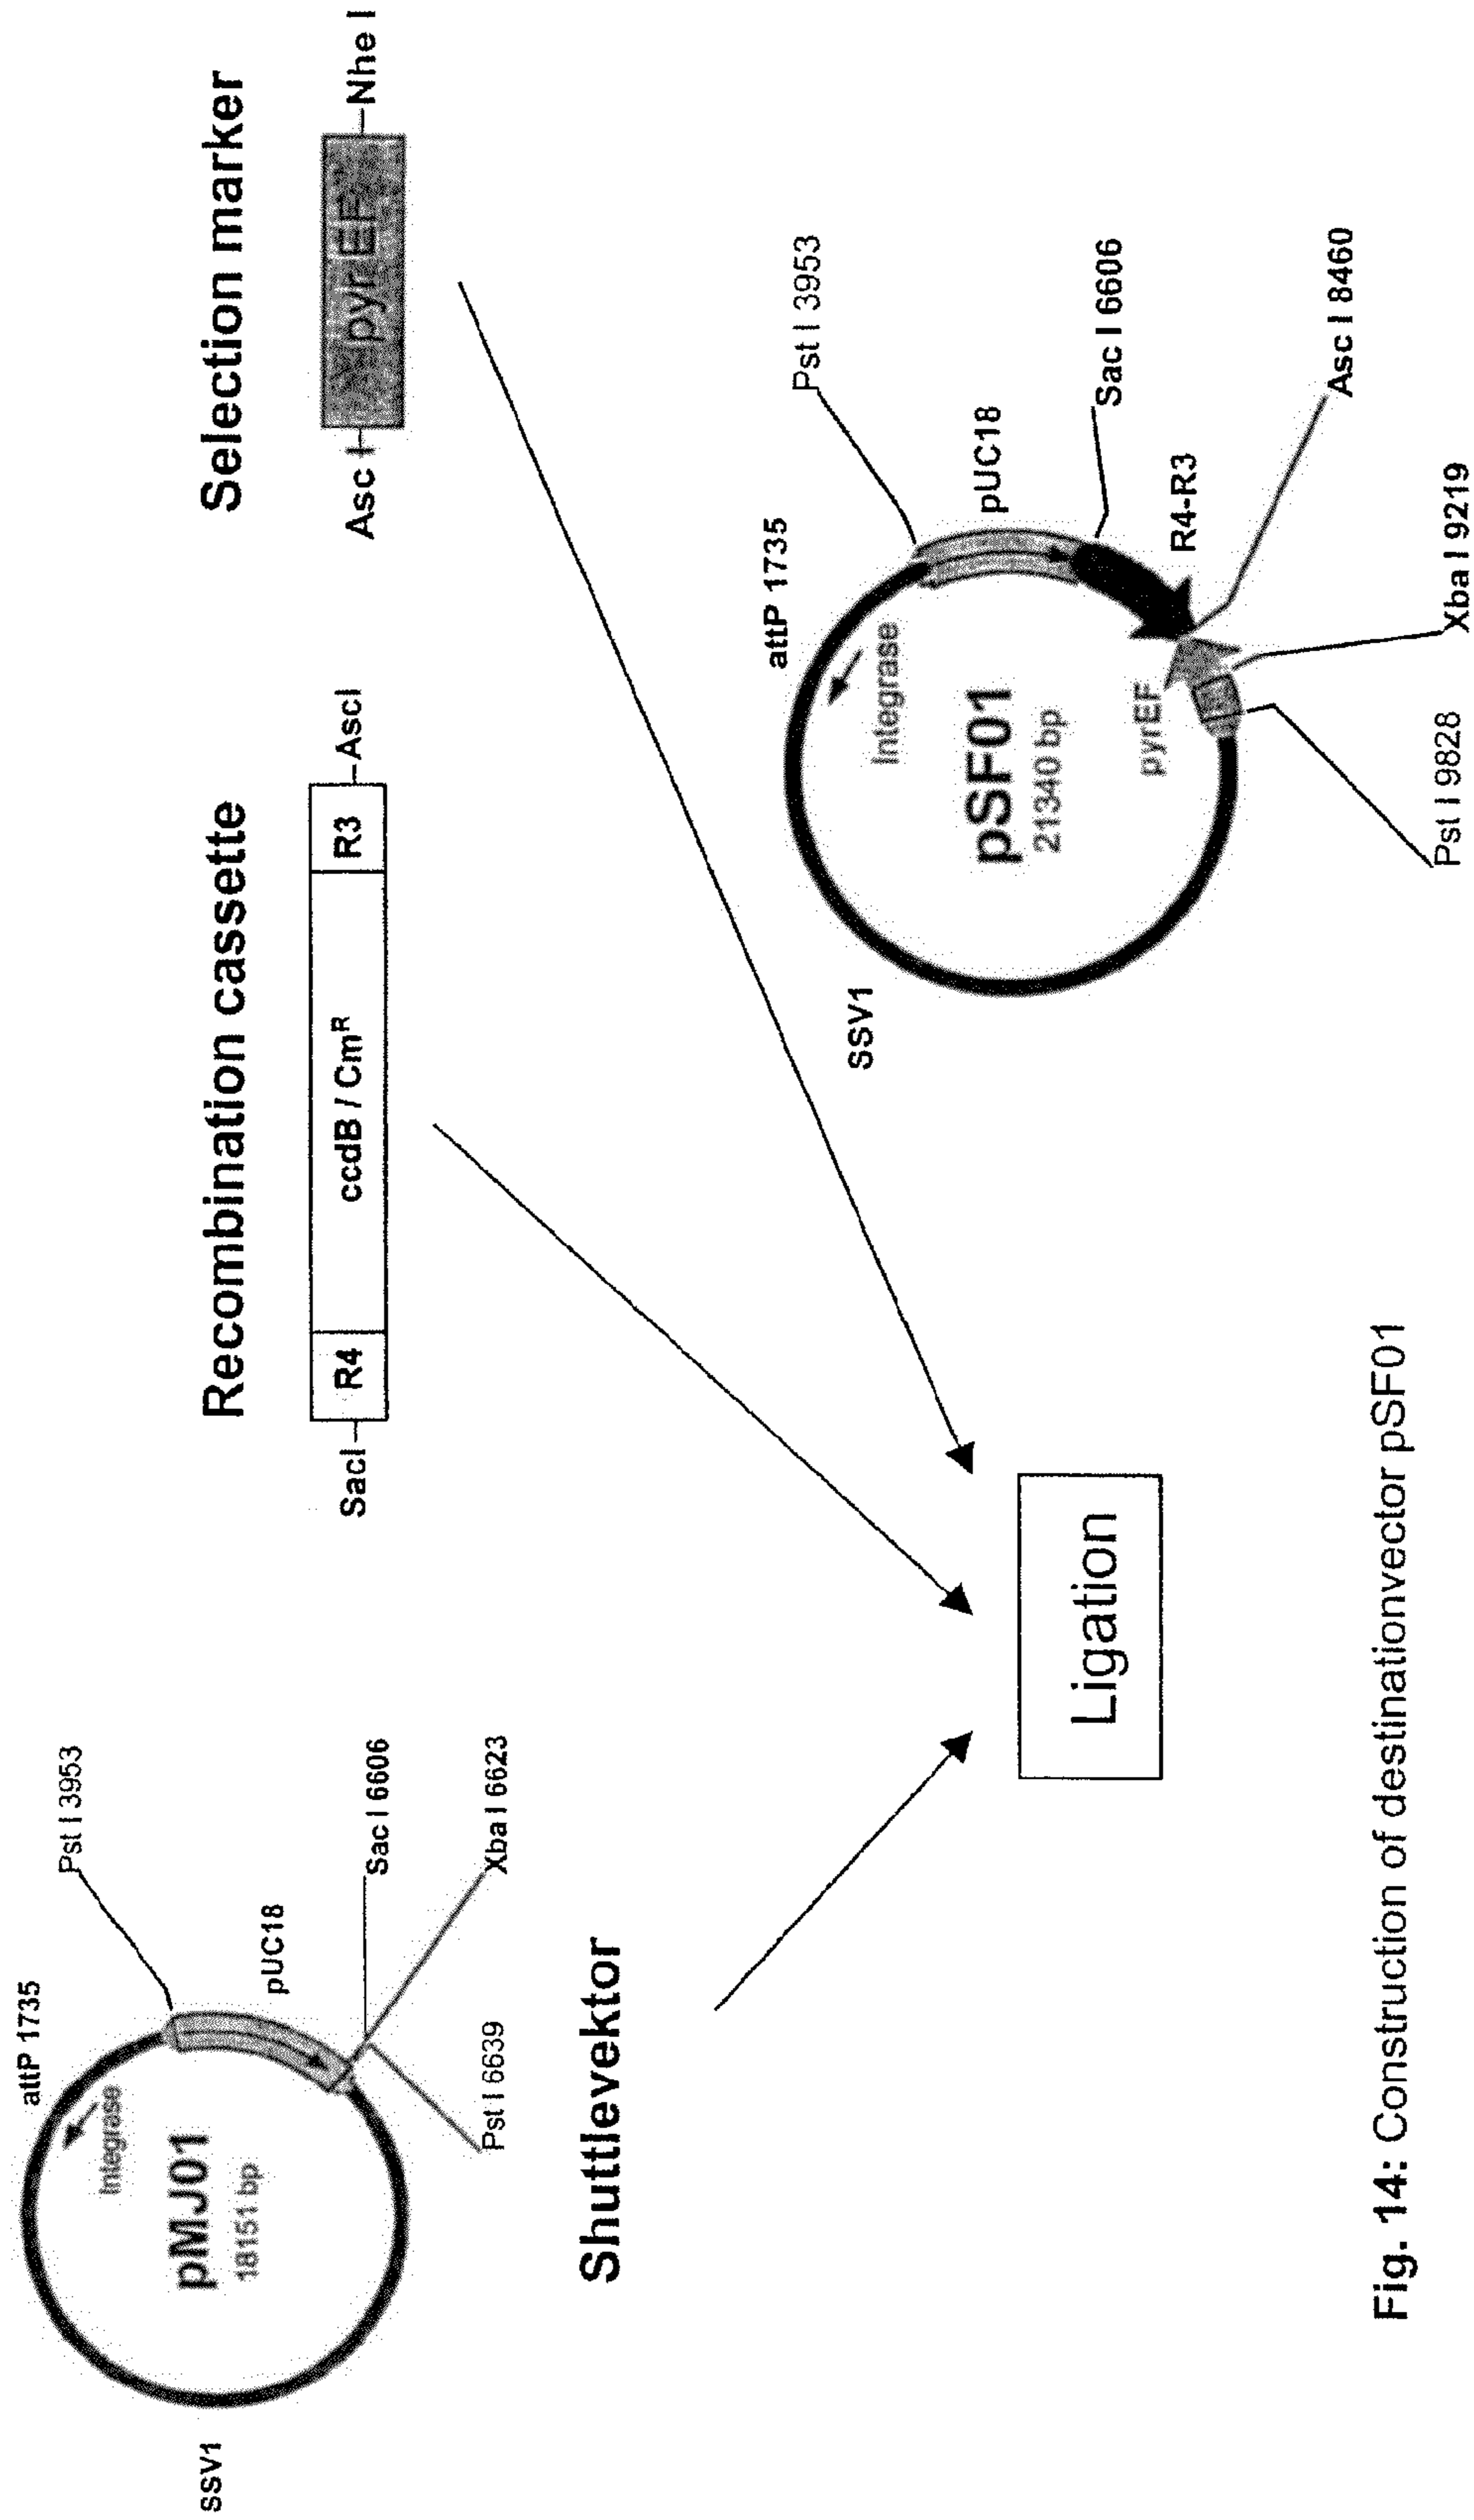 attP 1735
Pst I 3953
SSV1
Integrase
pMJ01
18151 bp
pUC18
Sac I 6606
Xba I 6623
Pst I 6639
Shuttlevektor
Recombination cassette
SacI
R4
ccdB / CmR
R3
AscI
Selection marker
Asc I
pyrEF
Nhe I
Ligation
attP 1735
Pst I 3953
SSV1
Integrase
pSF01
21340 bp
pUC18
Sac I 6606
R4-R3
pyrEF
Asc I 8460
Xba I 9219
Pst I 9828
Fig. 14: Construction of destinationvector pSF01